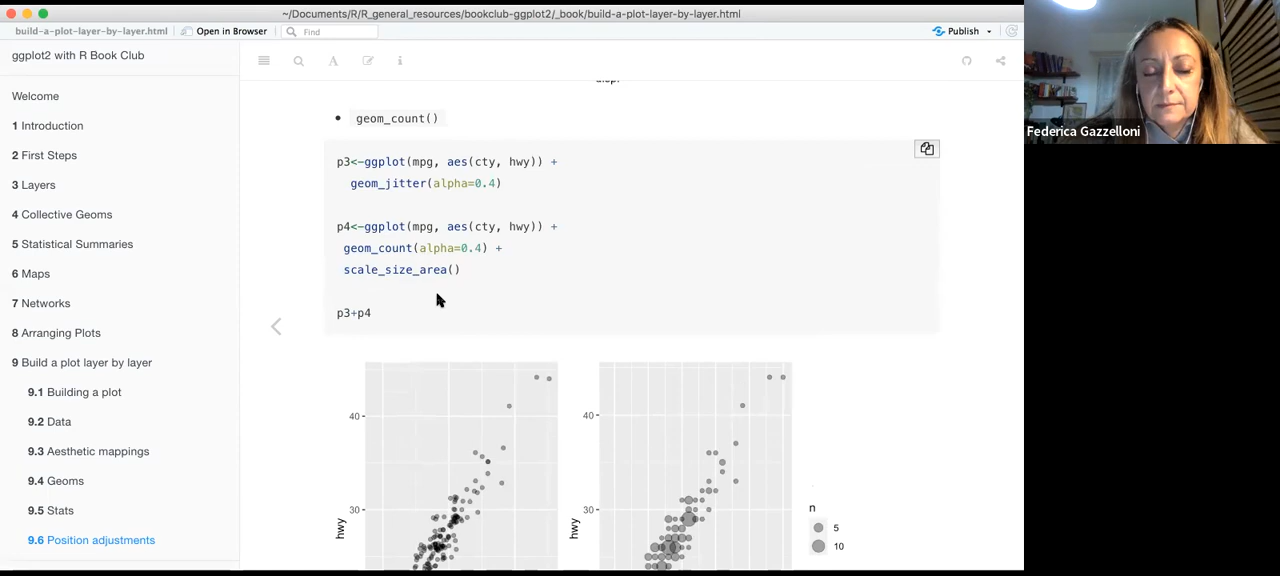 ~/Documents/R/R_general_resources/bookclub-ggplot2/_book/build-a-plot-layer-by-layer.html
build-a-plot-layer-by-layer.html
Open in Browser
Find
Publish
ggplot2 with R Book Club
A
i
Welcome
1 Introduction
2 First Steps
3 Layers
4 Collective Geoms
5 Statistical Summaries
6 Maps
7 Networks
8 Arranging Plots
9 Build a plot layer by layer
9.1 Building a plot
9.2 Data
9.3 Aesthetic mappings
9.4 Geoms
9.5 Stats
9.6 Position adjustments
geom_count()
p3<-ggplot(mpg, aes(cty, hwy)) +
geom_jitter(alpha=0.4)
p4<-ggplot(mpg, aes(cty, hwy)) +
geom_count(alpha=0.4) +
scale_size_area()
p3+p4
40
30
hwy
40
30
hwy
n
5
10
Federica Gazzelloni